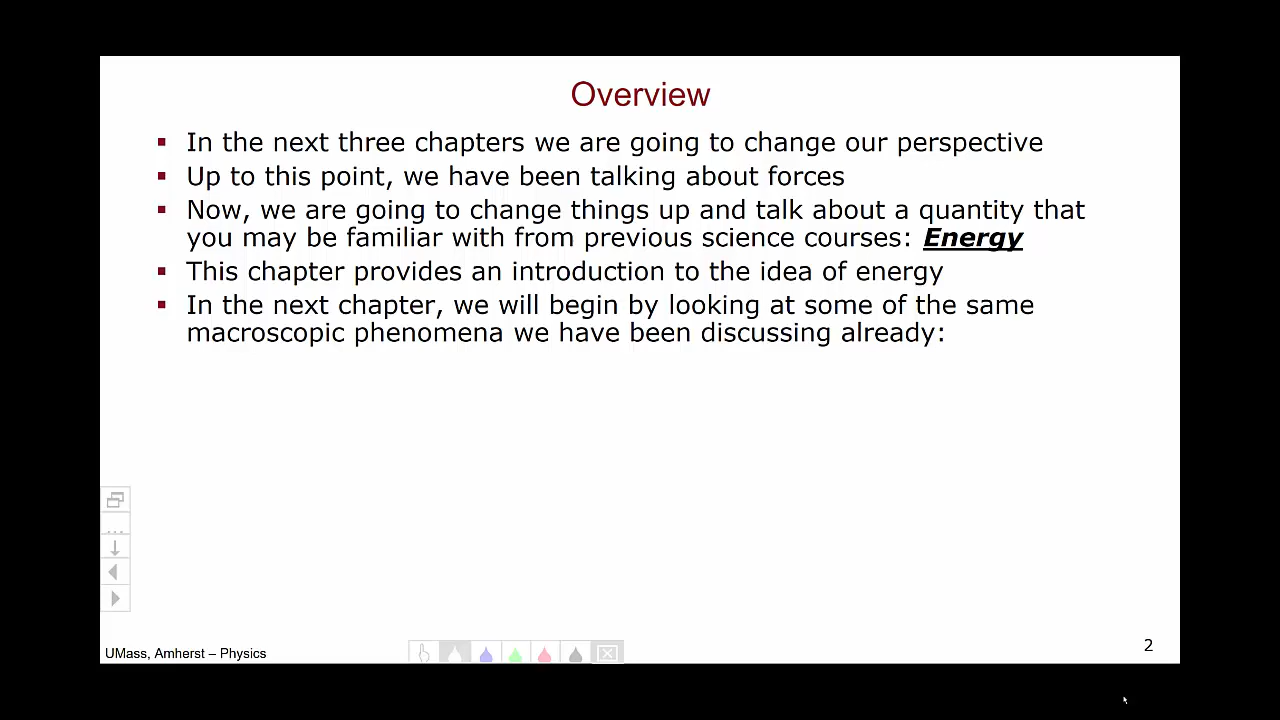 Overview
▪ In the next three chapters we are going to change our perspective
▪ Up to this point, we have been talking about forces
▪ Now, we are going to change things up and talk about a quantity that
you may be familiar with from previous science courses: Energy
▪ This chapter provides an introduction to the idea of energy
▪ In the next chapter, we will begin by looking at some of the same
macroscopic phenomena we have been discussing already:
UMass, Amherst – Physics
2